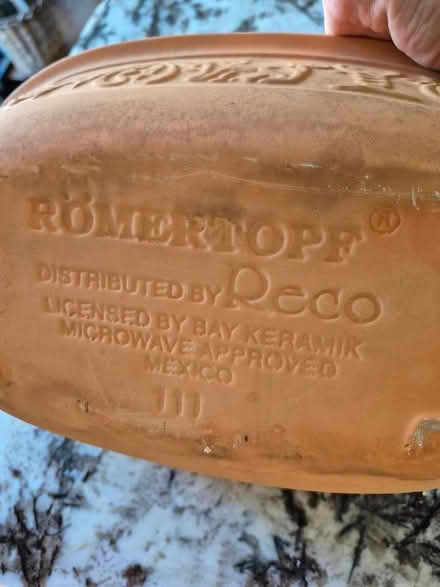 RÖMERTOPF®
DISTRIBUTED BY Reco
LICENSED BY BAY KERAMIK
MICROWAVE APPROVED
MEXICO
111